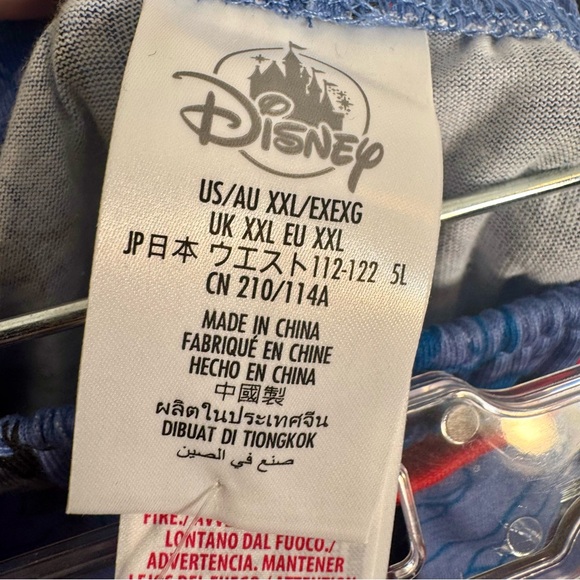 Disney
US/AU XXL/EXEXG
UK XXL EU XXL
JP日本 ウエスト112-122 5L
CN 210/114A
MADE IN CHINA
FABRIQUÉ EN CHINE
HECHO EN CHINA
中國製
ผลิตในประเทศจีน
DIBUAT DI TIONGKOK
صنع في الصين
FIRE./
LONTANO DAL FUOCO./
ADVERTENCIA. MANTENER